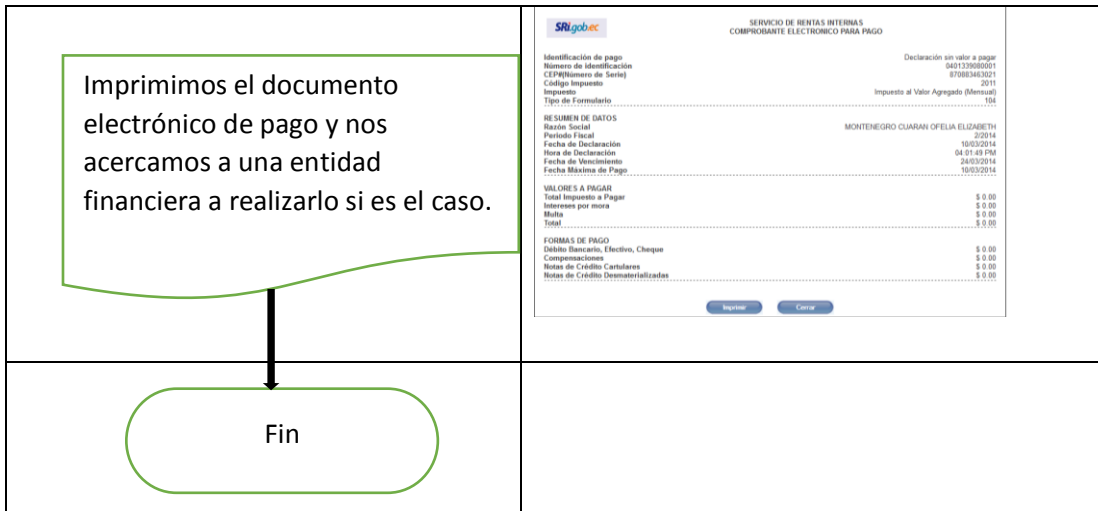 Imprimimos el documento
electrónico de pago y nos
acercamos a una entidad
financiera a realizarlo si es el caso.
SRi.gob.ec
SERVICIO DE RENTAS INTERNAS
COMPROBANTE ELECTRONICO PARA PAGO
Identificación de pago Declaración sin valor a pagar
Número de identificación 0401339080001
CEP#(Número de Serie) 870883463021
Código Impuesto 2011
Impuesto Impuesto al Valor Agregado (Mensual)
Tipo de Formulario 104
RESUMEN DE DATOS
Razón Social MONTENEGRO CUARAN OFELIA ELIZABETH
Periodo Fiscal 2/2014
Fecha de Declaración 10/03/2014
Hora de Declaración 04:01:49 PM
Fecha de Vencimiento 24/03/2014
Fecha Máxima de Pago 10/03/2014
VALORES A PAGAR
Total Impuesto a Pagar $ 0.00
Intereses por mora $ 0.00
Multa $ 0.00
Total $ 0.00
FORMAS DE PAGO
Débito Bancario, Efectivo, Cheque $ 0.00
Compensaciones $ 0.00
Notas de Crédito Cartulares $ 0.00
Notas de Crédito Desmaterializadas $ 0.00
Imprimir Cerrar
Fin